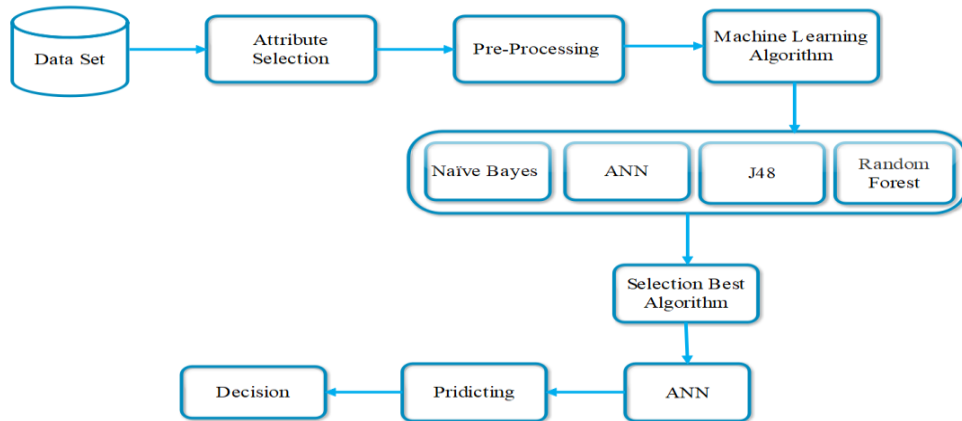 Data Set
Attribute
Selection
Pre-Processing
Machine Learning
Algorithm
Naïve Bayes
ANN
J48
Random
Forest
Selection Best
Algorithm
Decision
Pridicting
ANN